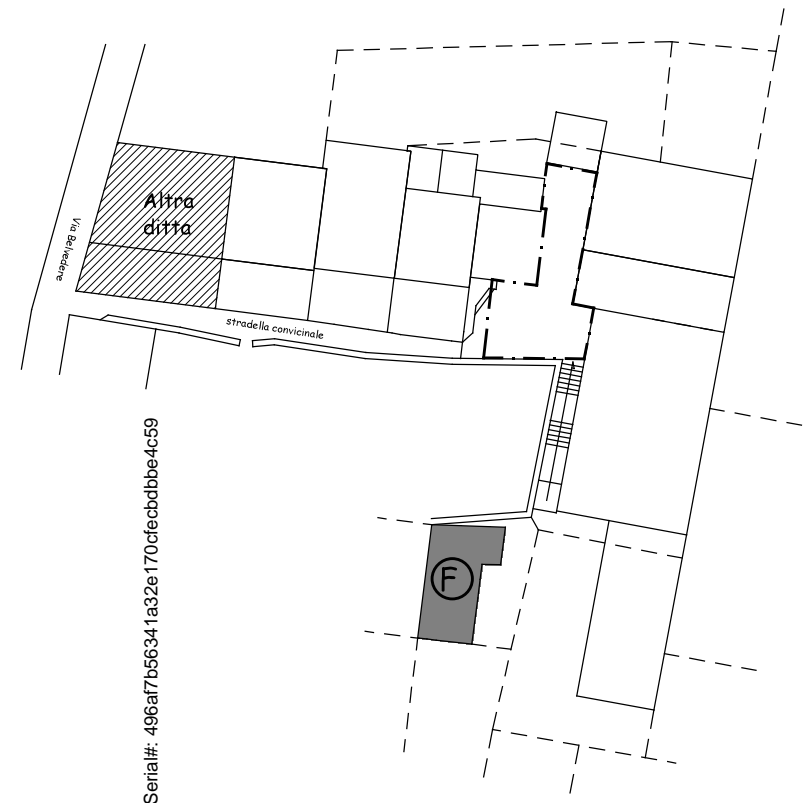 Altra
ditta
Via Belvedere
stradella convicinale
F
Serial#: 496af7b56341a32e170cfecbdbbe4c59